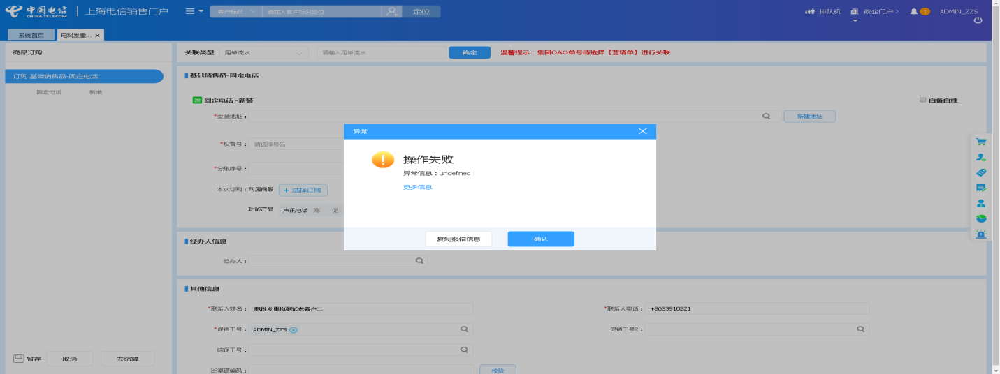 中国电信 CHINA TELECOM 上海电信销售门户 客户标识 请输入客户标识定位 定位 排队机 政企门户> 1 ADMIN_ZZS
系统首页 电科发重... ×
商品订购 关联类型 甩单流水 请输入甩单流水 确定 温馨提示：集团OAO单号请选择【营销单】进行关联
订购 基础销售品-固定电话 基础销售品-固定电话
固定电话 新装
固 固定电话 -新装 自备自维
*安装地址： 新建地址
异常
*设备号： 请选择号码
操作失败
*分账序号：
异常信息：undefined
本次订购：附属商品 + 选择订购
更多信息
功能产品 声讯电话 账 促
复制报错信息 确认
经办人信息
经办人：
其他信息
*联系人姓名： 电科发重构测试老客户二 *联系人电话： +8633910221
*促销工号： ADMIN_ZZS 促销工号2：
综促工号：
暂存 取消 去结算
泛渠道编码： 校验